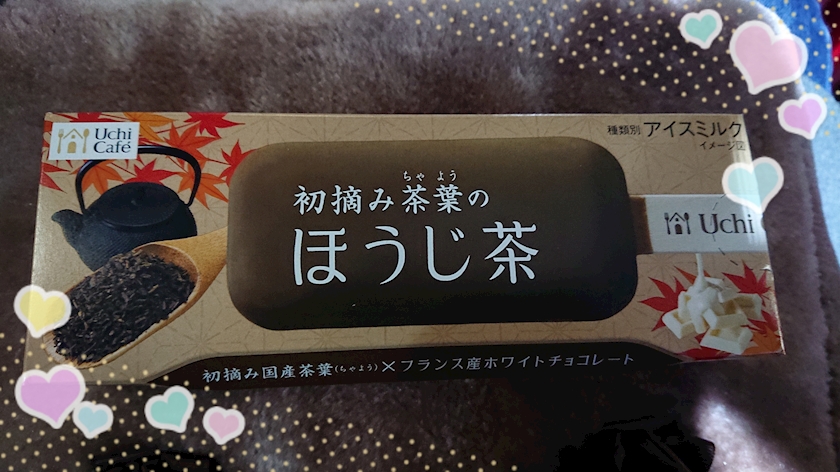 Uchi
Café
種類別 アイスミルク
イメージ図
ちゃ よう
初摘み茶葉の
ほうじ茶
Uchi
初摘み国産茶葉(ちゃよう)×フランス産ホワイトチョコレート